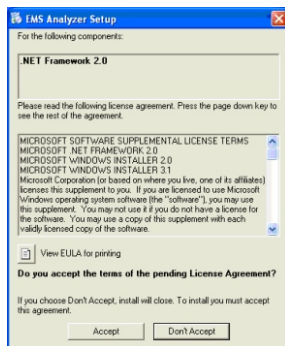 EMS Analyzer Setup
For the following components:
.NET Framework 2.0
Please read the following license agreement. Press the page down key to
see the rest of the agreement.
MICROSOFT SOFTWARE SUPPLEMENTAL LICENSE TERMS
MICROSOFT .NET FRAMEWORK 2.0
MICROSOFT WINDOWS INSTALLER 2.0
MICROSOFT WINDOWS INSTALLER 3.1
Microsoft Corporation (or based on where you live, one of its affiliates)
licenses this supplement to you. If you are licensed to use Microsoft
Windows operating system software (the "software"), you may use
this supplement. You may not use it if you do not have a license for
the software. You may use a copy of this supplement with each
validly licensed copy of the software.
View EULA for printing
Do you accept the terms of the pending License Agreement?
If you choose Don't Accept, install will close. To install you must accept
this agreement.
Accept
Don't Accept